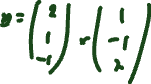 g = (2 1 -1) + r (1 -1 2)